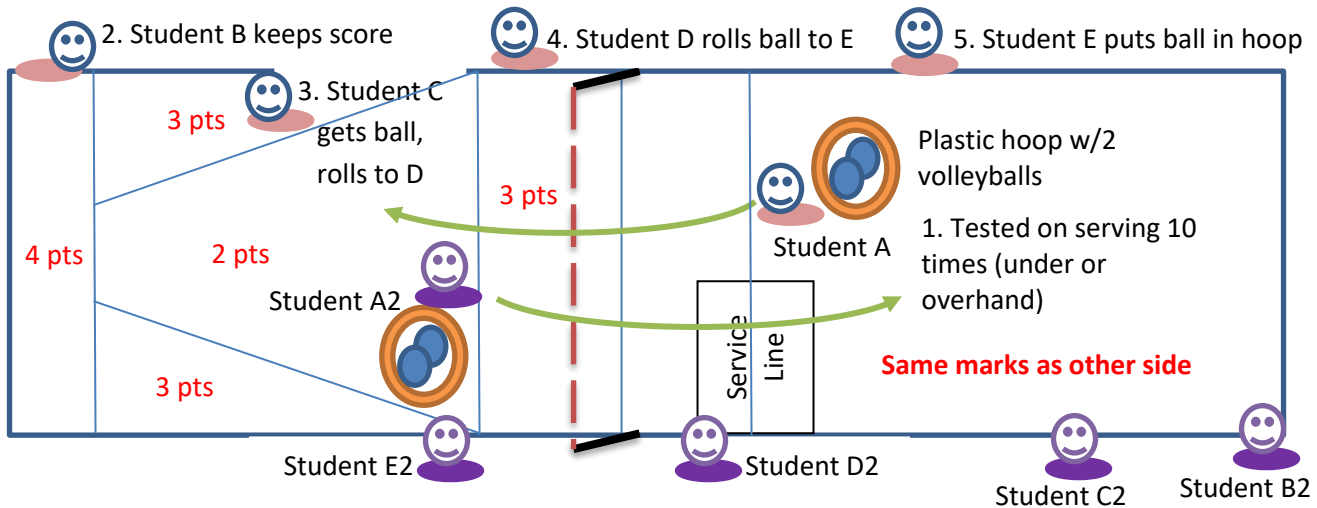 2. Student B keeps score
4. Student D rolls ball to E
5. Student E puts ball in hoop
3 pts
3. Student C
gets ball,
rolls to D
Plastic hoop w/2
volleyballs
3 pts
4 pts
2 pts
Student A
1. Tested on serving 10
times (under or
overhand)
Student A2
Service
Line
Same marks as other side
3 pts
Student E2
Student D2
Student C2
Student B2